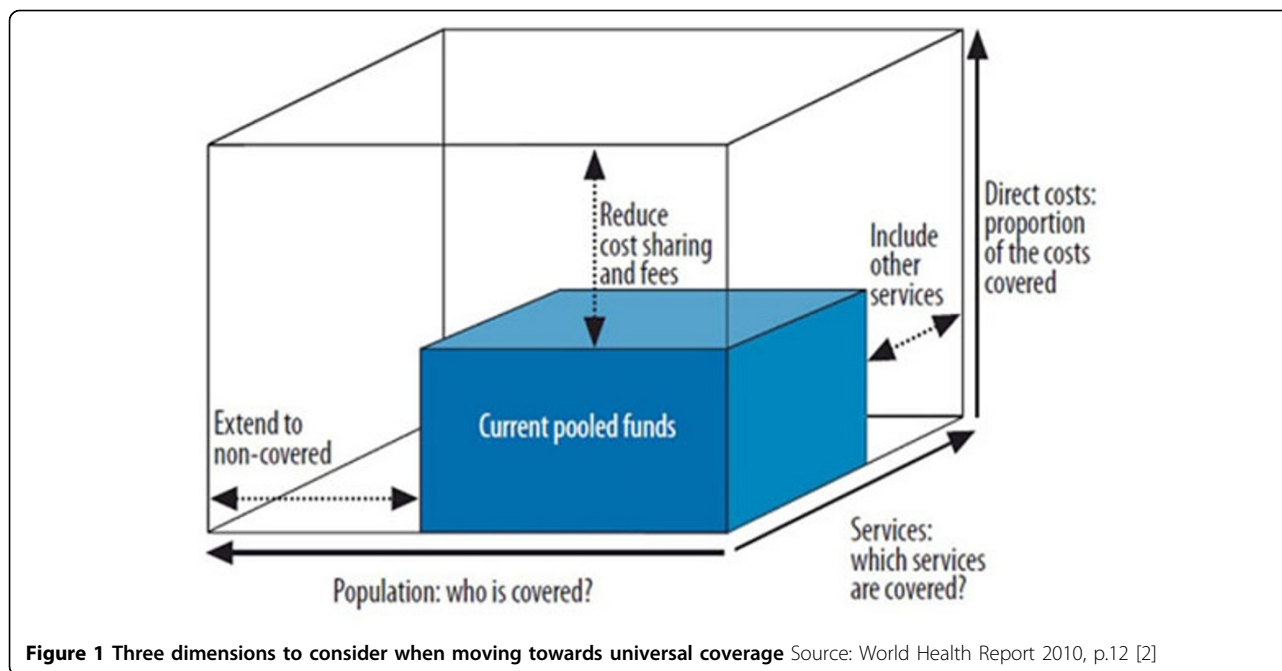 Reduce
cost sharing
and fees
Include
other
services
Direct costs:
proportion
of the costs
covered
Extend to
non-covered
Current pooled funds
Services:
which services
are covered?
Population: who is covered?
Figure 1 Three dimensions to consider when moving towards universal coverage Source: World Health Report 2010, p.12 [2]